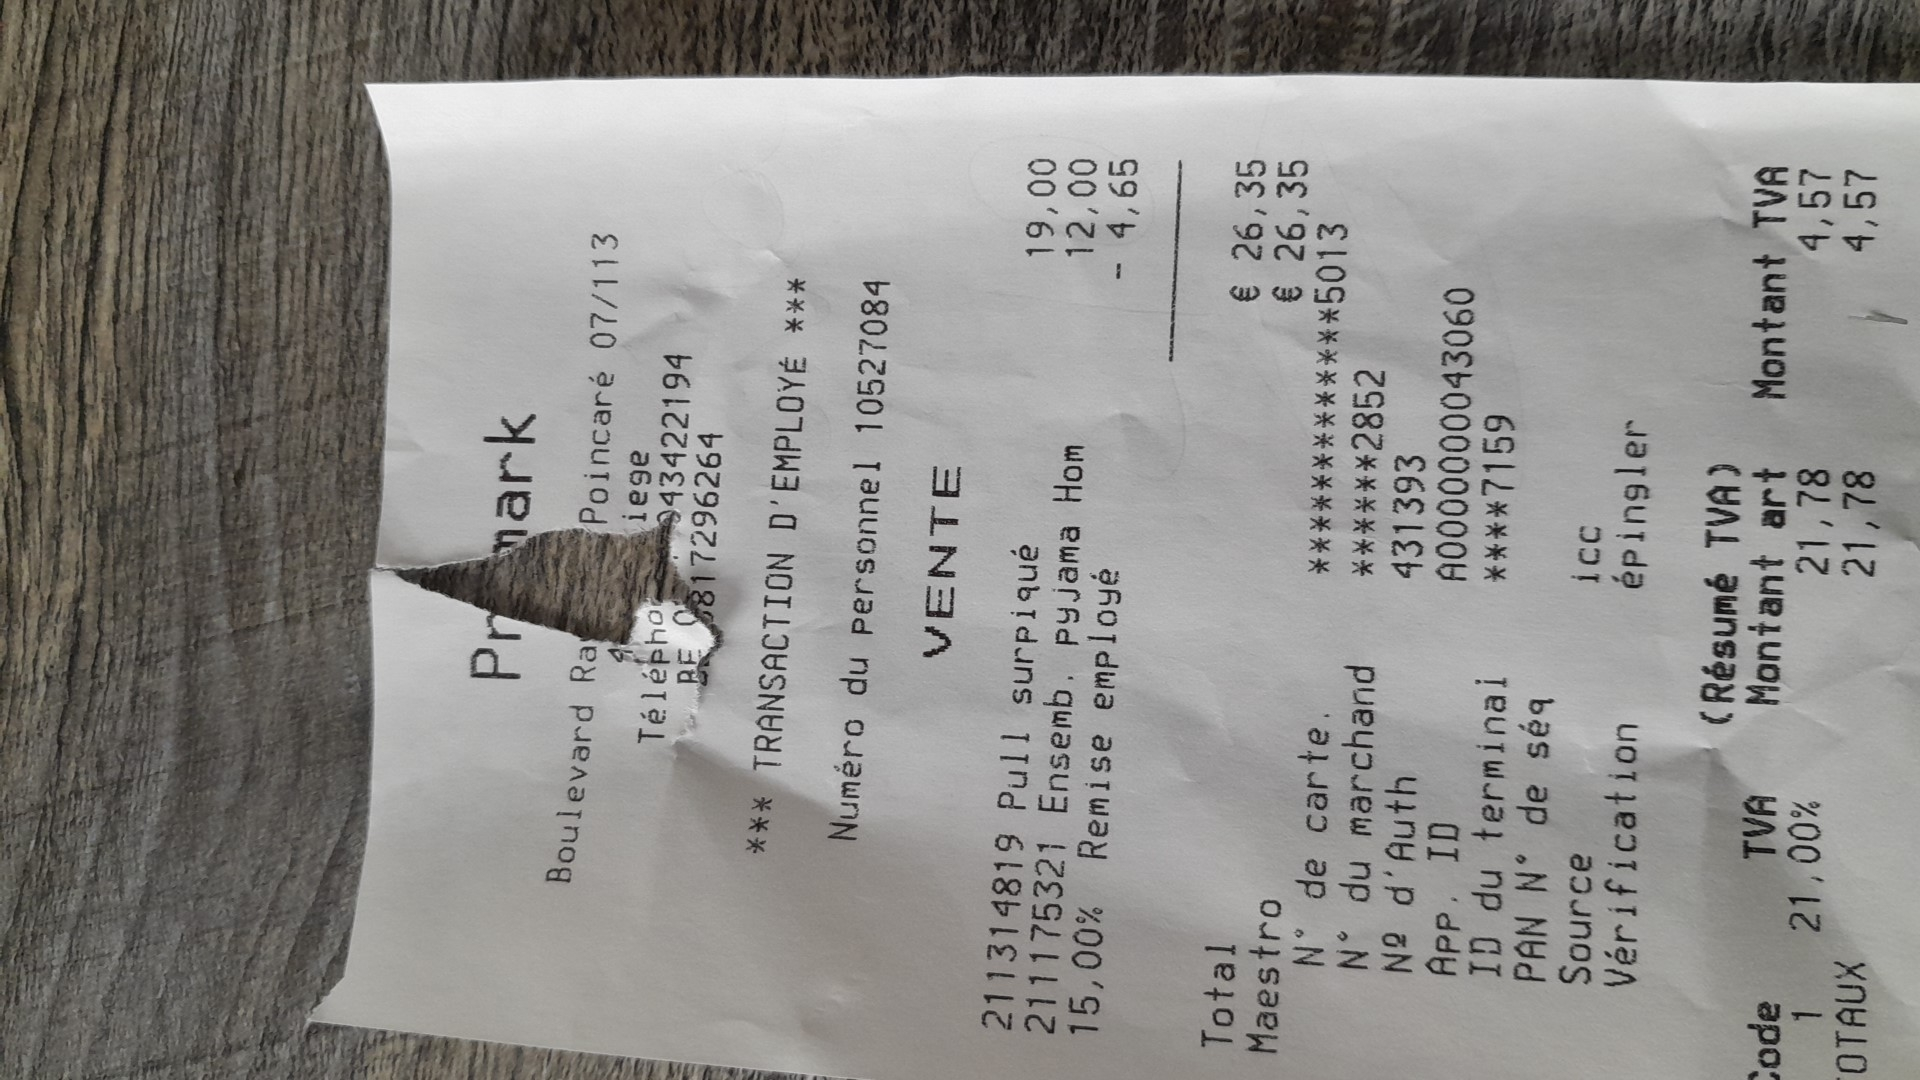 Pr mark
Boulevard Ra Poincaré 07/113
4 iege
Télépho 043422194
BE 0817296264
*** TRANSACTION D'EMPLOYÉ ***
Numéro du personnel 10527084
VENTE
211314819 Pull surpiqué 19,00
211175321 Ensemb. pyjama Hom 12,00
15,00% Remise employé - 4,65
Total € 26,35
Maestro € 26,35
N° de carte. ***************5013
N° du marchand ******2852
Nº d'Auth 431393
App. ID A0000000043060
ID du terminal ****7159
PAN N° de séq
Source icc
Vérification épingler
(Résumé TVA)
Code TVA Montant art Montant TVA
1 21,00% 21,78 4,57
OTAUX 21,78 4,57